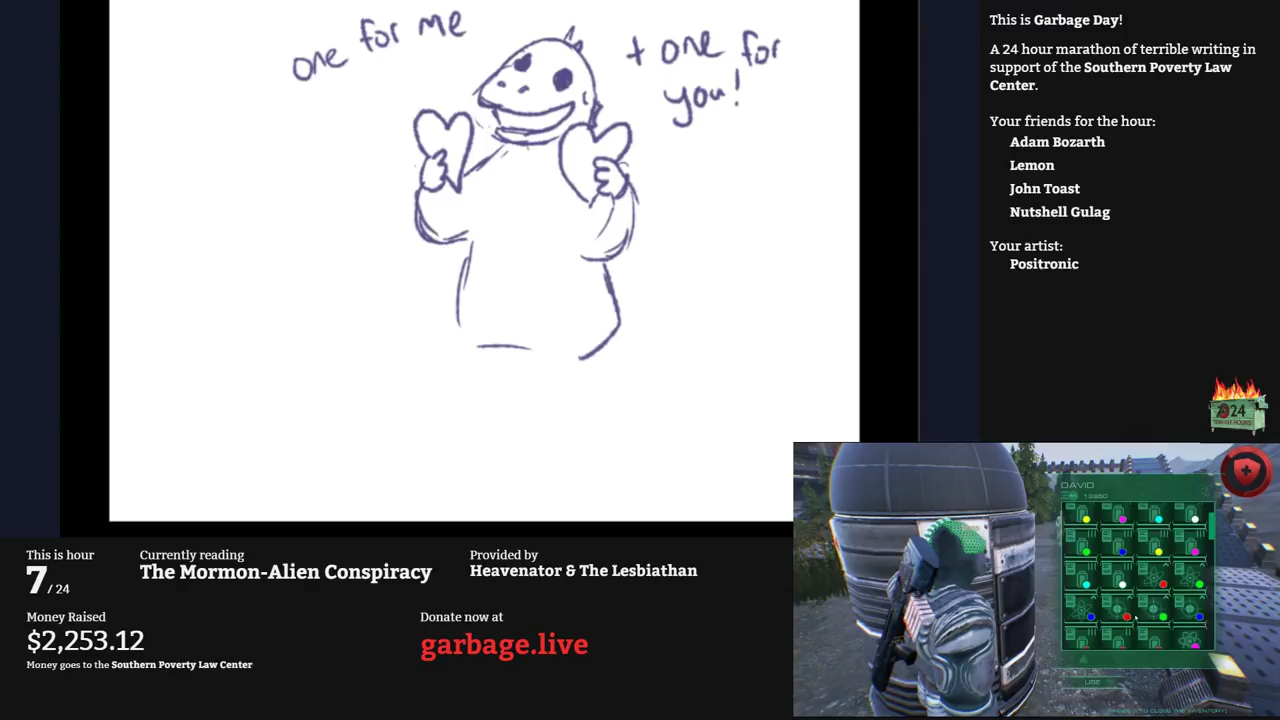 one for me
+ one for
you!
This is Garbage Day!
A 24 hour marathon of terrible writing in
support of the Southern Poverty Law
Center.
Your friends for the hour:
Adam Bozarth
Lemon
John Toast
Nutshell Gulag
Your artist:
Positronic
24
DAVID
USE
This is hour
7 / 24
Currently reading
The Mormon-Alien Conspiracy
Provided by
Heavenator & The Lesbiathan
Money Raised
$2,253.12
Money goes to the Southern Poverty Law Center
Donate now at
garbage.live